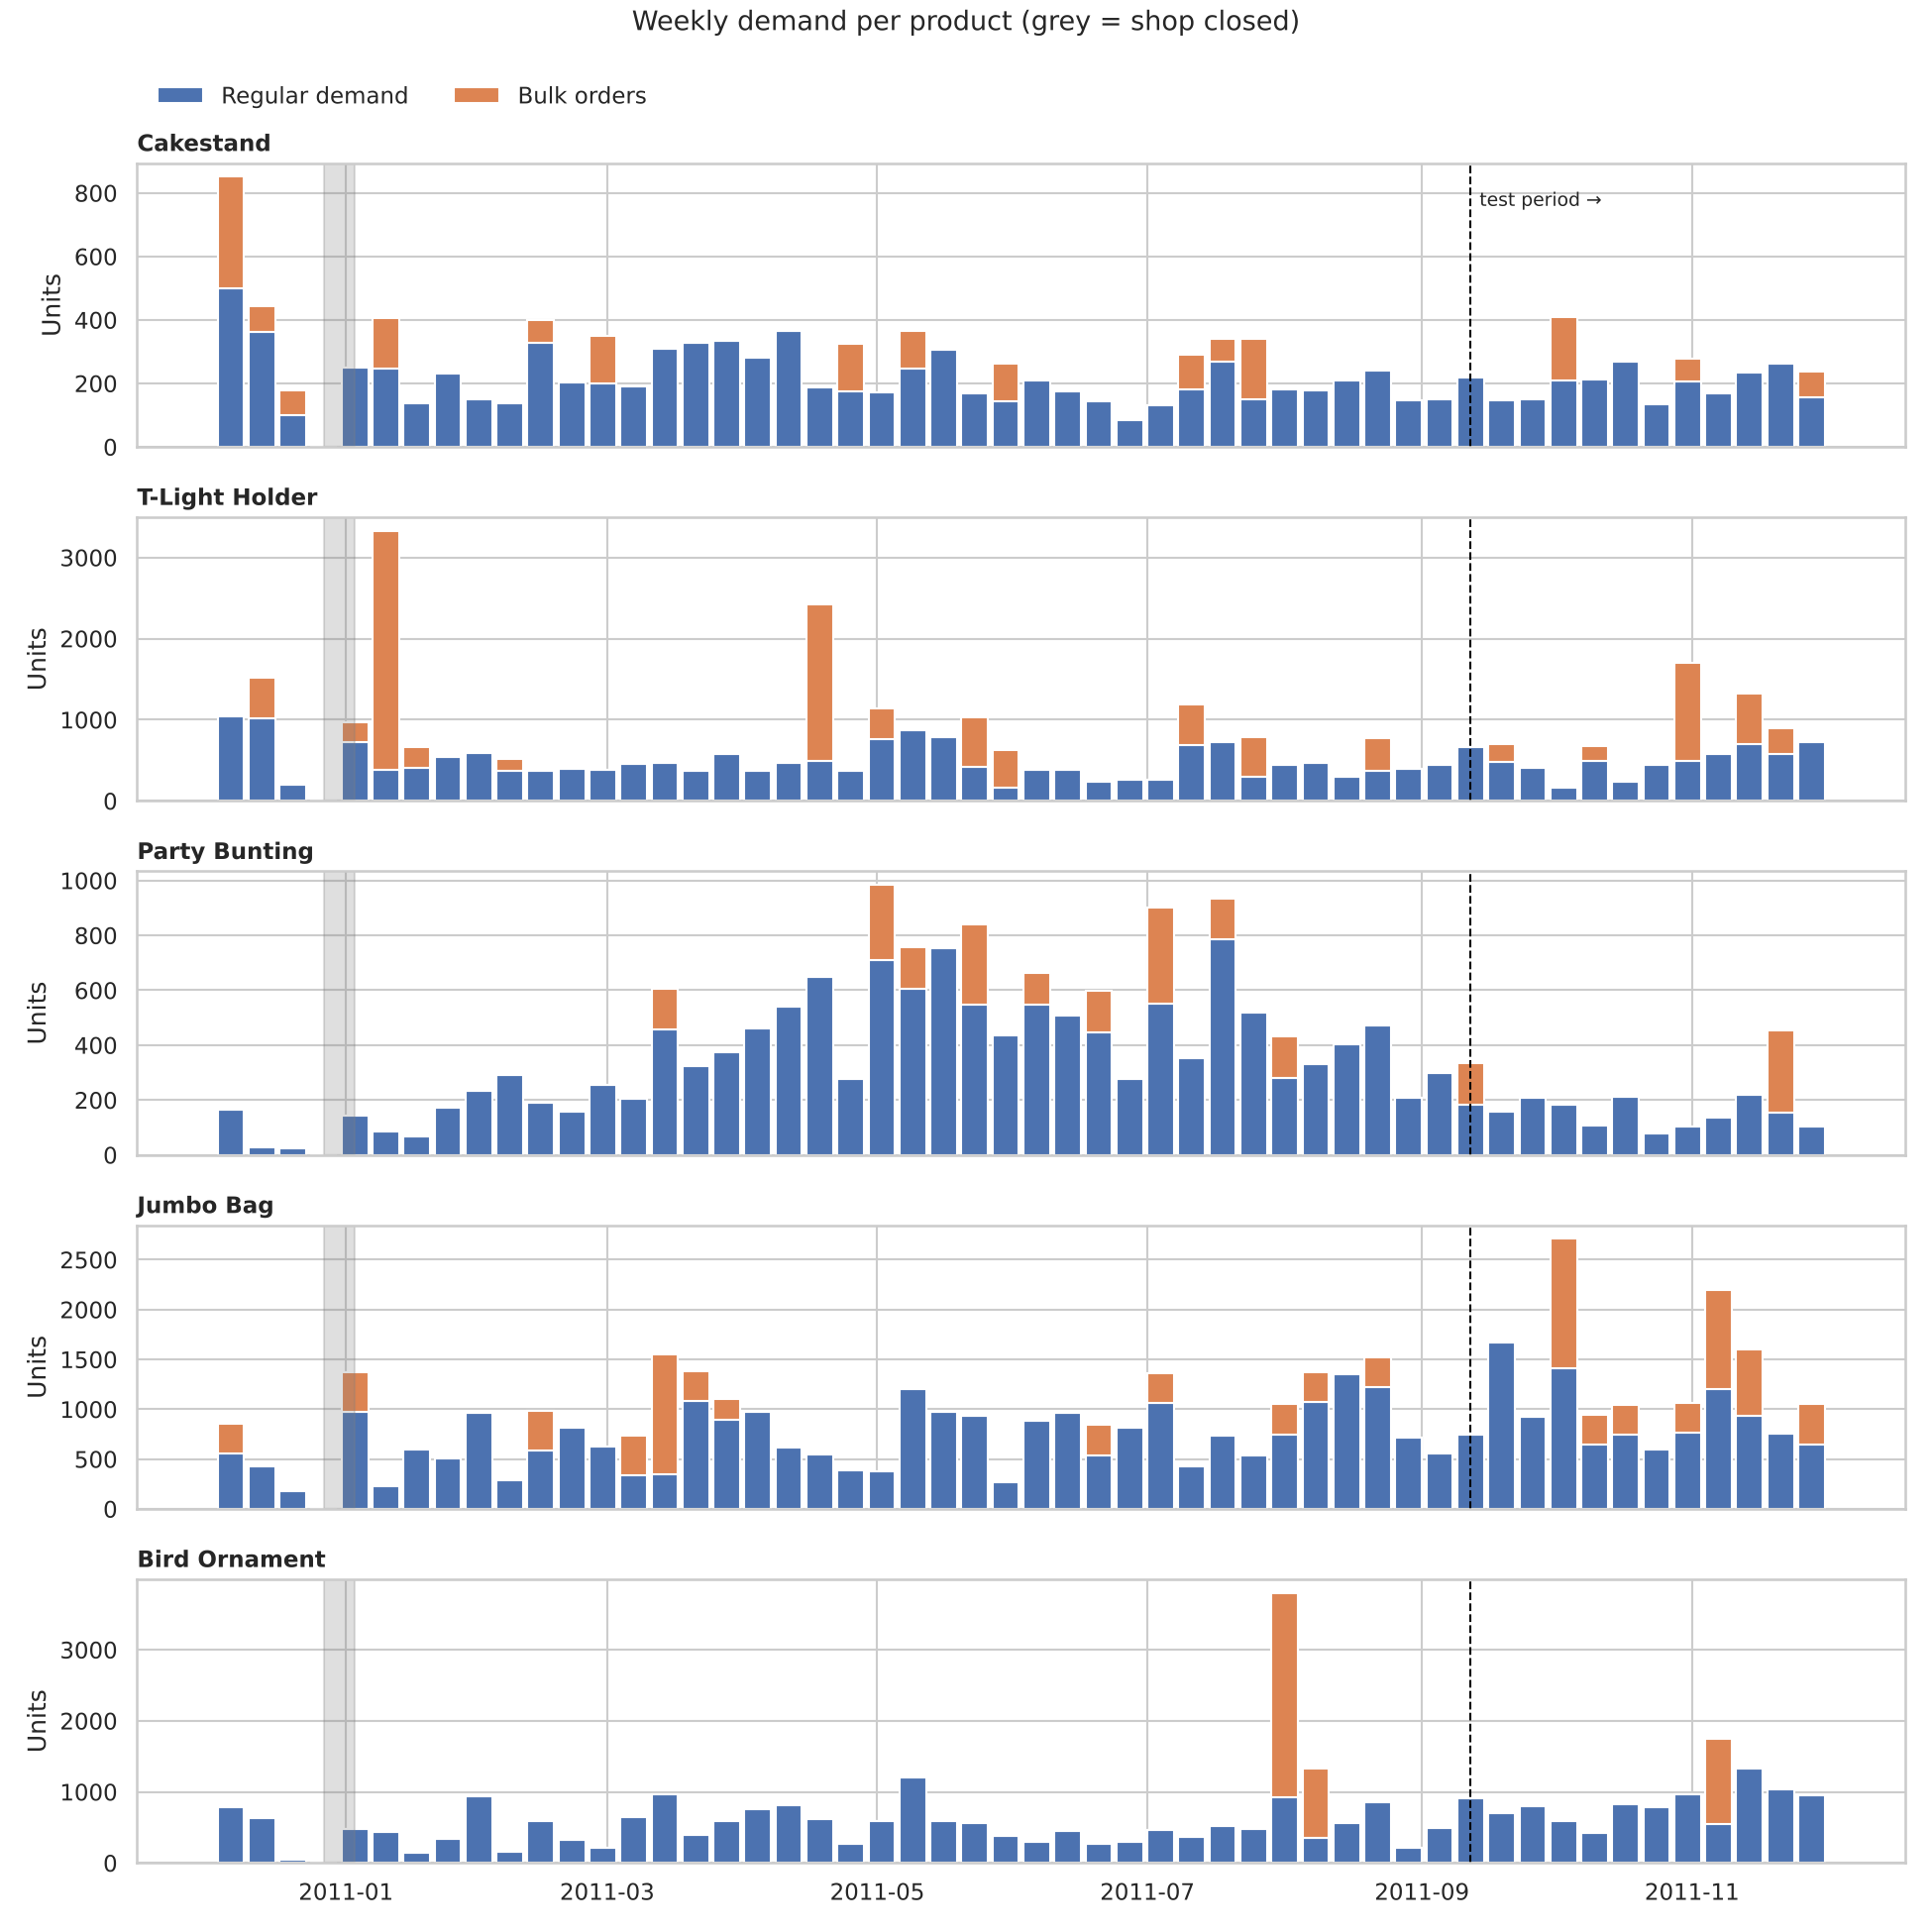 Weekly demand per product (grey = shop closed)
Regular demand
Bulk orders
Cakestand
800
600
400
200
0
Units
test period →
T-Light Holder
3000
2000
1000
0
Units
Party Bunting
1000
800
600
400
200
0
Units
Jumbo Bag
2500
2000
1500
1000
500
0
Units
Bird Ornament
3000
2000
1000
0
Units
2011-01
2011-03
2011-05
2011-07
2011-09
2011-11